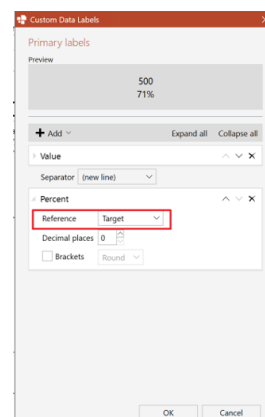 Custom Data Labels
Primary labels
Preview
500
71%
Add Expand all Collapse all
Value
Separator (new line)
Percent
Reference Target
Decimal places 0
Brackets Round
OK Cancel